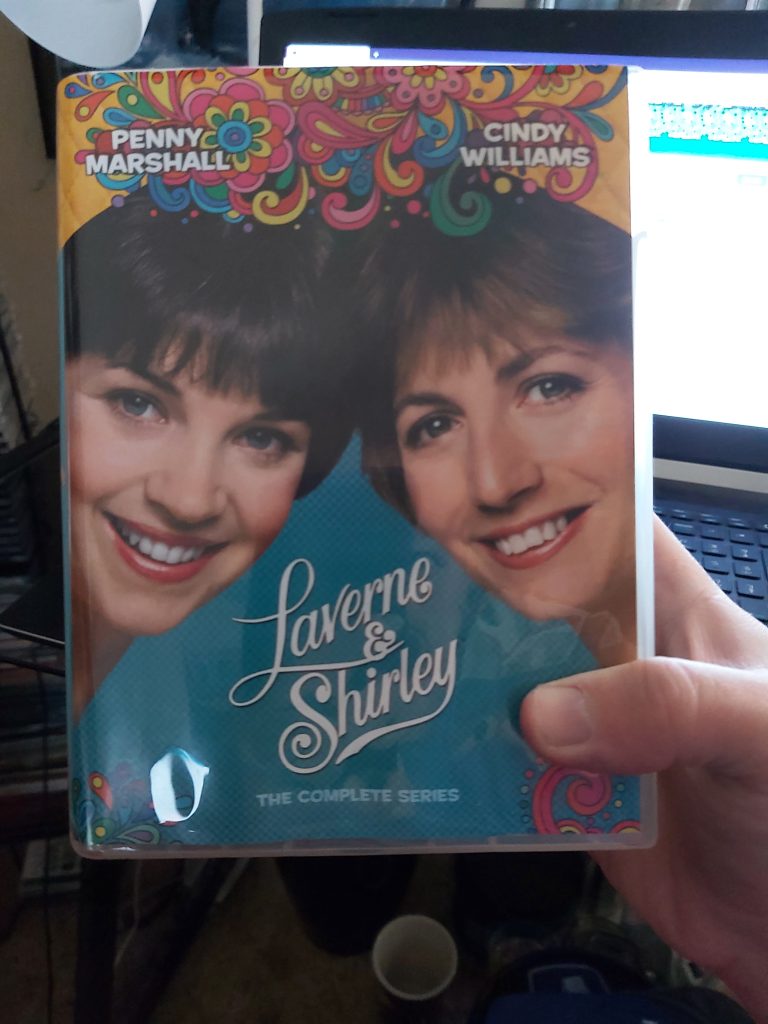 PENNY
MARSHALL
CINDY
WILLIAMS
Laverne
&
Shirley
THE COMPLETE SERIES